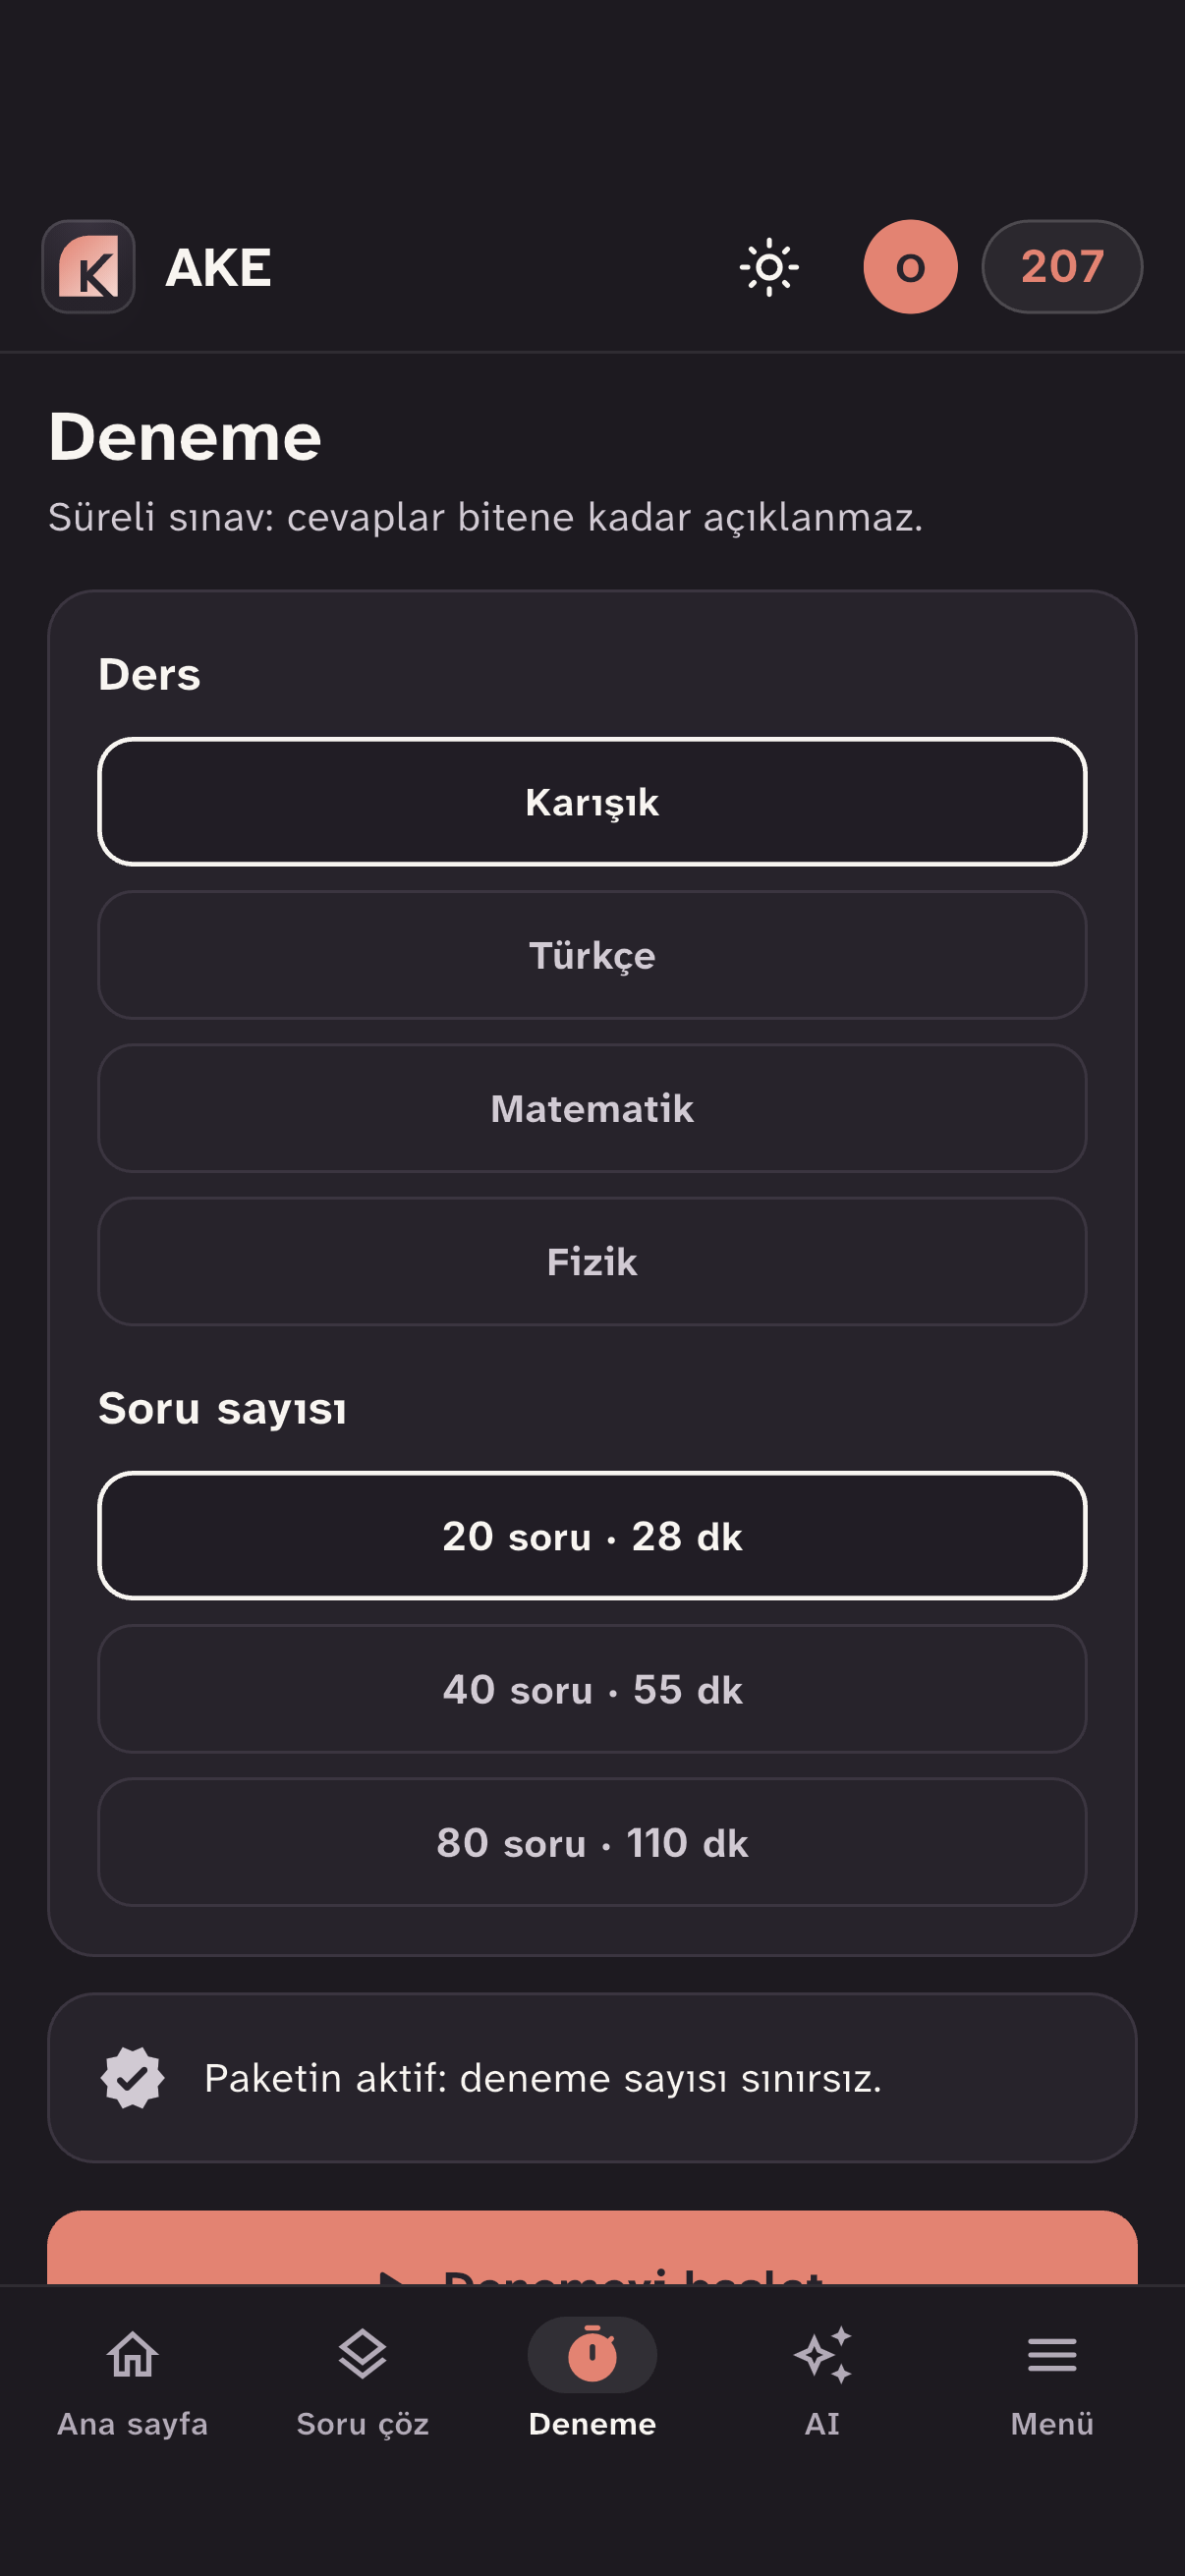 K AKE O 207
Deneme
Süreli sınav: cevaplar bitene kadar açıklanmaz.
Ders
Karışık
Türkçe
Matematik
Fizik
Soru sayısı
20 soru · 28 dk
40 soru · 55 dk
80 soru · 110 dk
Paketin aktif: deneme sayısı sınırsız.
Denemeyi başlat
Ana sayfa Soru çöz Deneme AI Menü